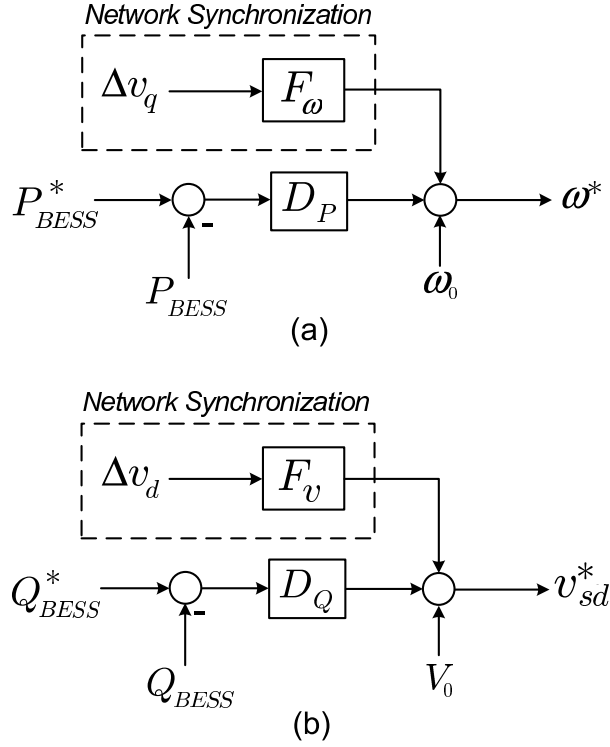 Network Synchronization
Δv_q F_ω
P*_BESS - D_P ω*
P_BESS ω_0
(a)
Network Synchronization
Δv_d F_v
Q*_BESS - D_Q v*_sd
Q_BESS V_0
(b)